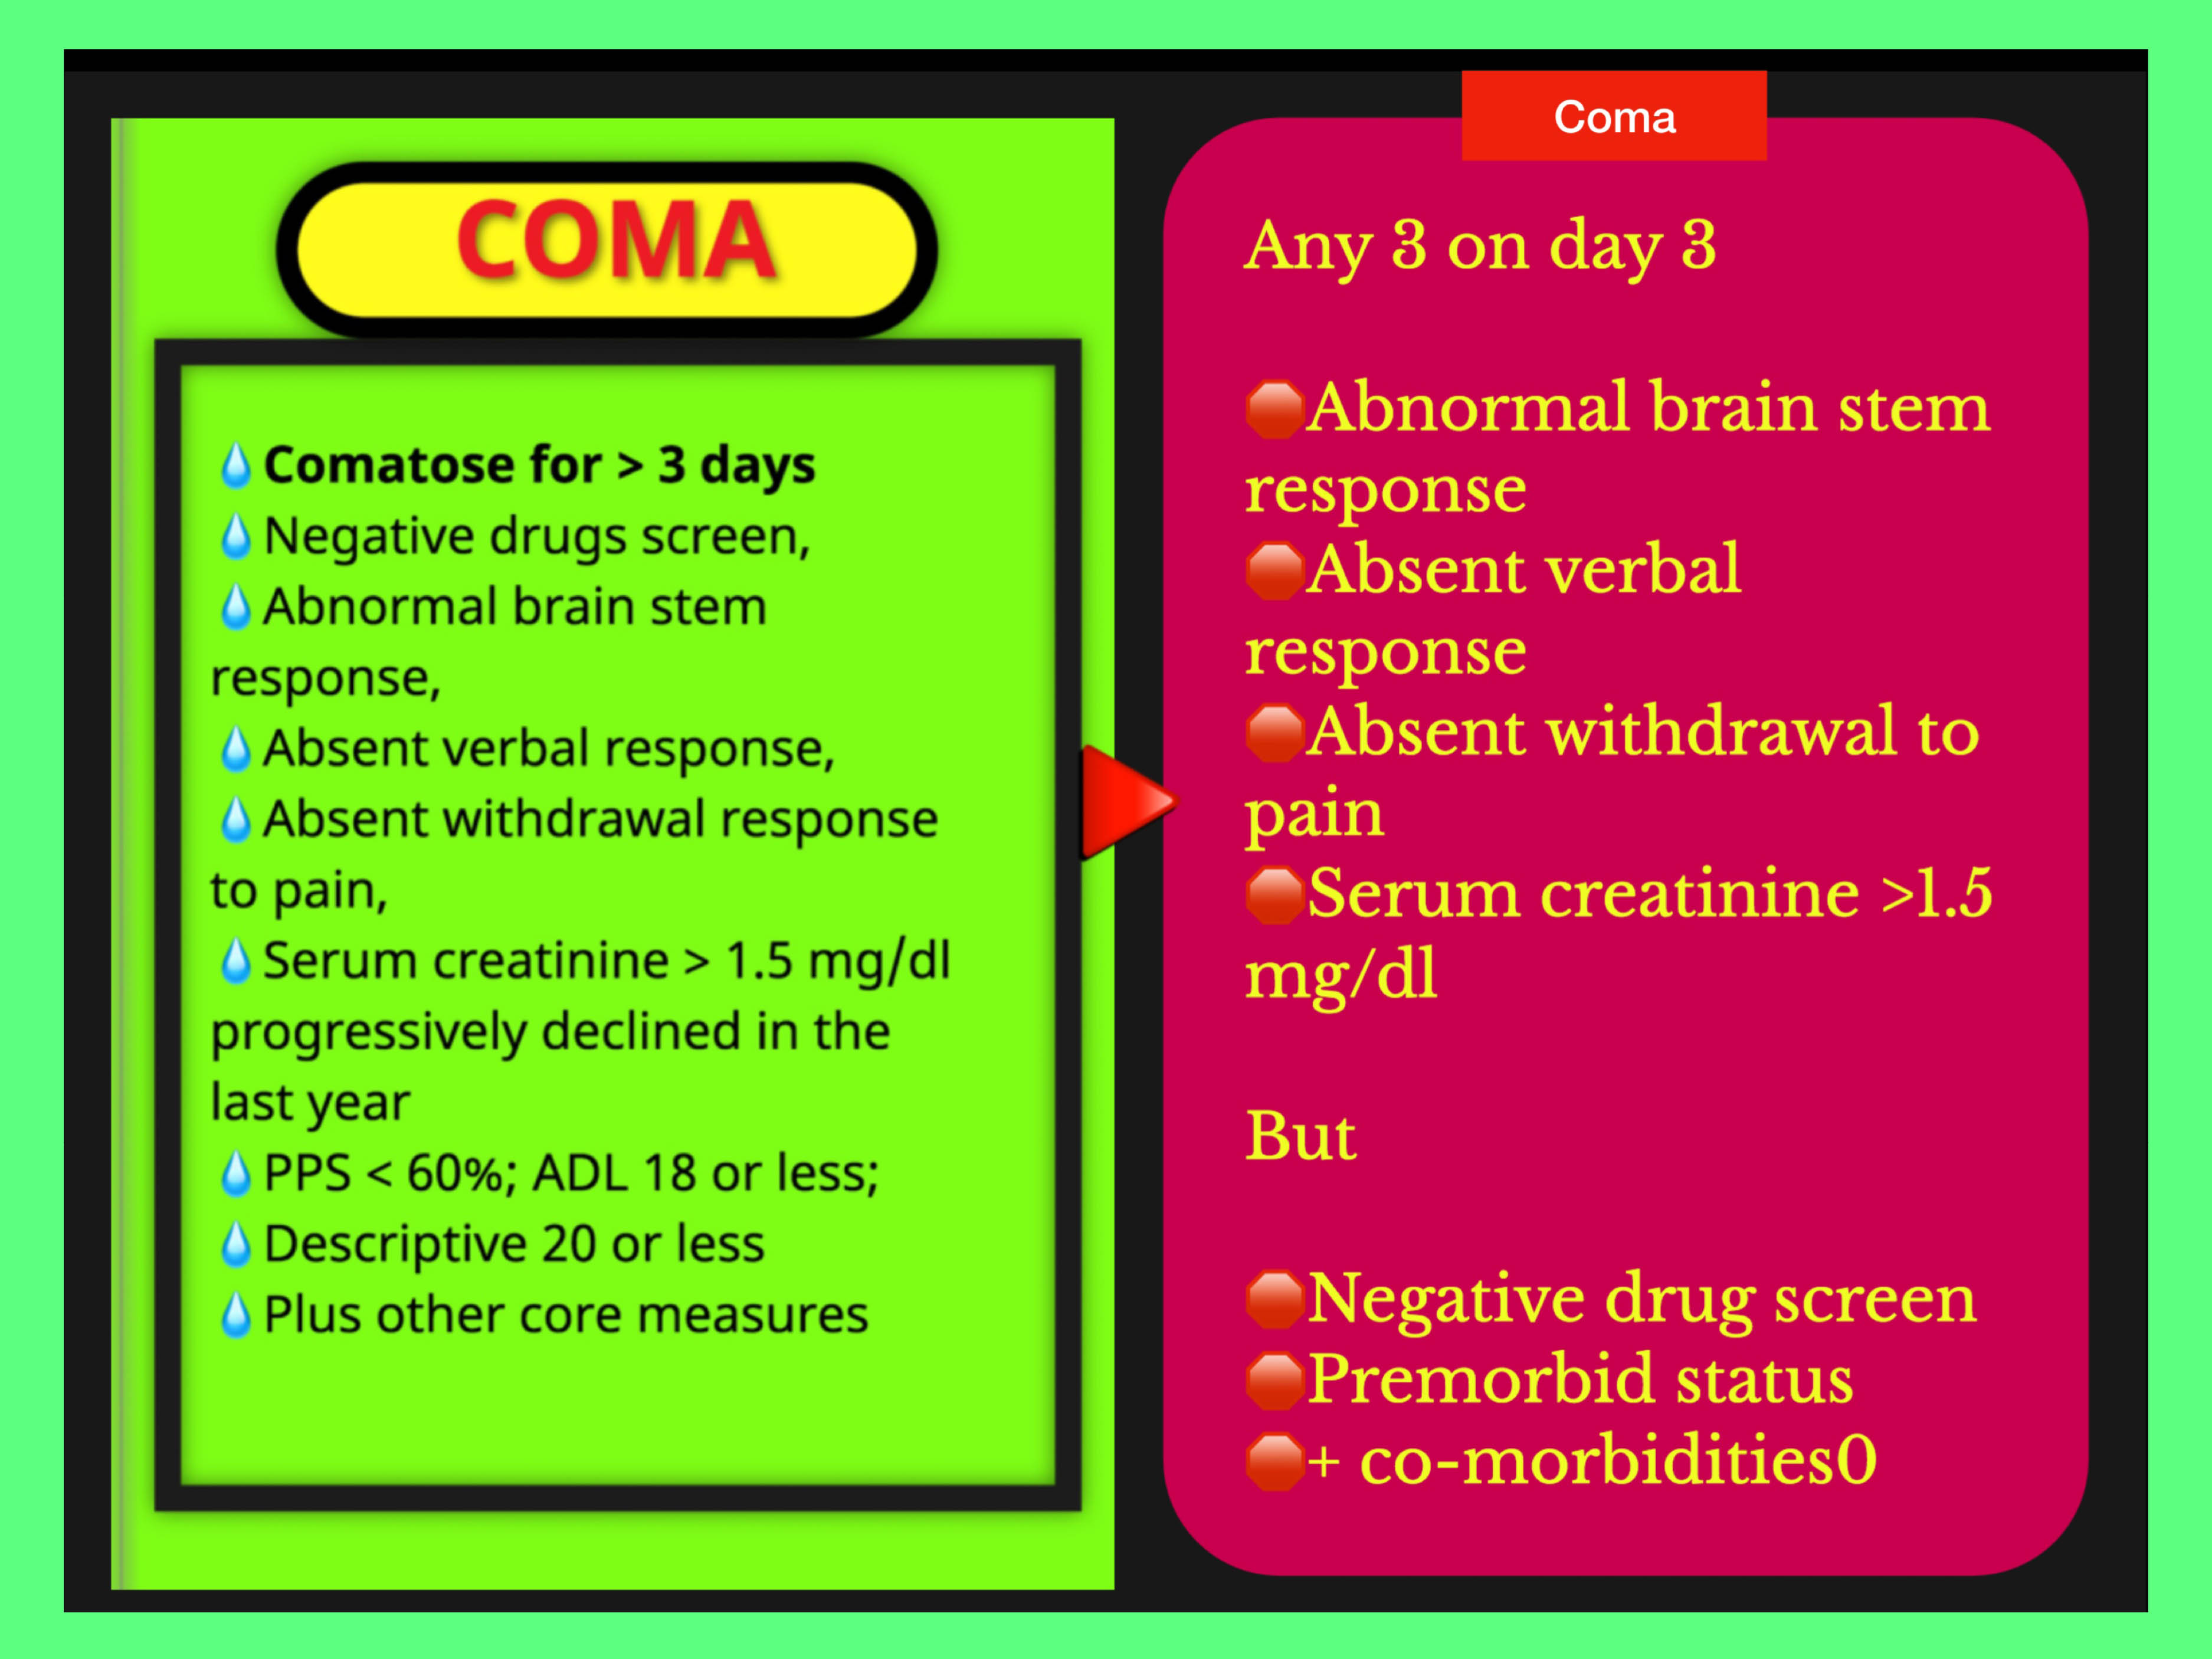 COMA
💧Comatose for > 3 days
💧Negative drugs screen,
💧Abnormal brain stem
response,
💧Absent verbal response,
💧Absent withdrawal response
to pain,
💧Serum creatinine > 1.5 mg/dl
progressively declined in the
last year
💧PPS < 60%; ADL 18 or less;
💧Descriptive 20 or less
💧Plus other core measures
Coma
Any 3 on day 3
🛑Abnormal brain stem
response
🛑Absent verbal
response
🛑Absent withdrawal to
pain
🛑Serum creatinine >1.5
mg/dl
But
🛑Negative drug screen
🛑Premorbid status
🛑+ co-morbidities0